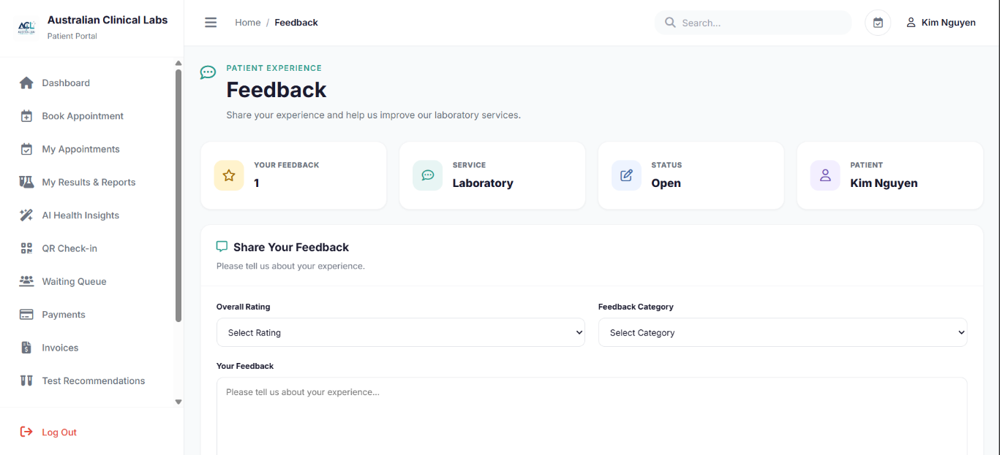 ACL
Australian Clinical Labs
Patient Portal
Home / Feedback
Search...
Kim Nguyen
Dashboard
Book Appointment
My Appointments
My Results & Reports
AI Health Insights
QR Check-in
Waiting Queue
Payments
Invoices
Test Recommendations
Log Out
PATIENT EXPERIENCE
Feedback
Share your experience and help us improve our laboratory services.
YOUR FEEDBACK
1
SERVICE
Laboratory
STATUS
Open
PATIENT
Kim Nguyen
Share Your Feedback
Please tell us about your experience.
Overall Rating
Select Rating
Feedback Category
Select Category
Your Feedback
Please tell us about your experience...